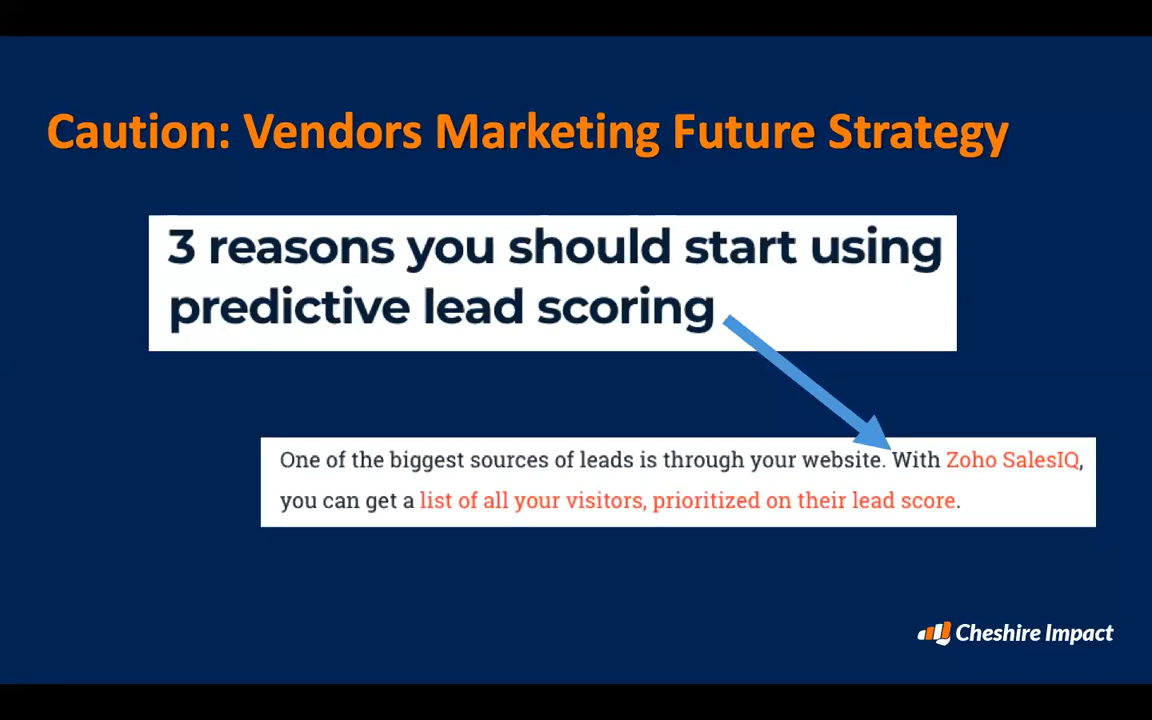 Caution: Vendors Marketing Future Strategy
3 reasons you should start using
predictive lead scoring
One of the biggest sources of leads is through your website. With Zoho SalesIQ,
you can get a list of all your visitors, prioritized on their lead score.
Cheshire Impact